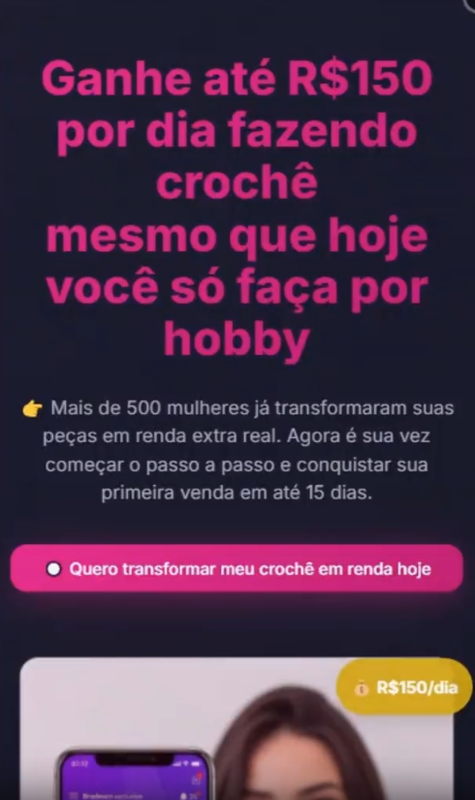 Ganhe até R$150
por dia fazendo
crochê
mesmo que hoje
você só faça por
hobby
👉 Mais de 500 mulheres já transformaram suas
peças em renda extra real. Agora é sua vez
começar o passo a passo e conquistar sua
primeira venda em até 15 dias.
Quero transformar meu crochê em renda hoje
💰 R$150/dia